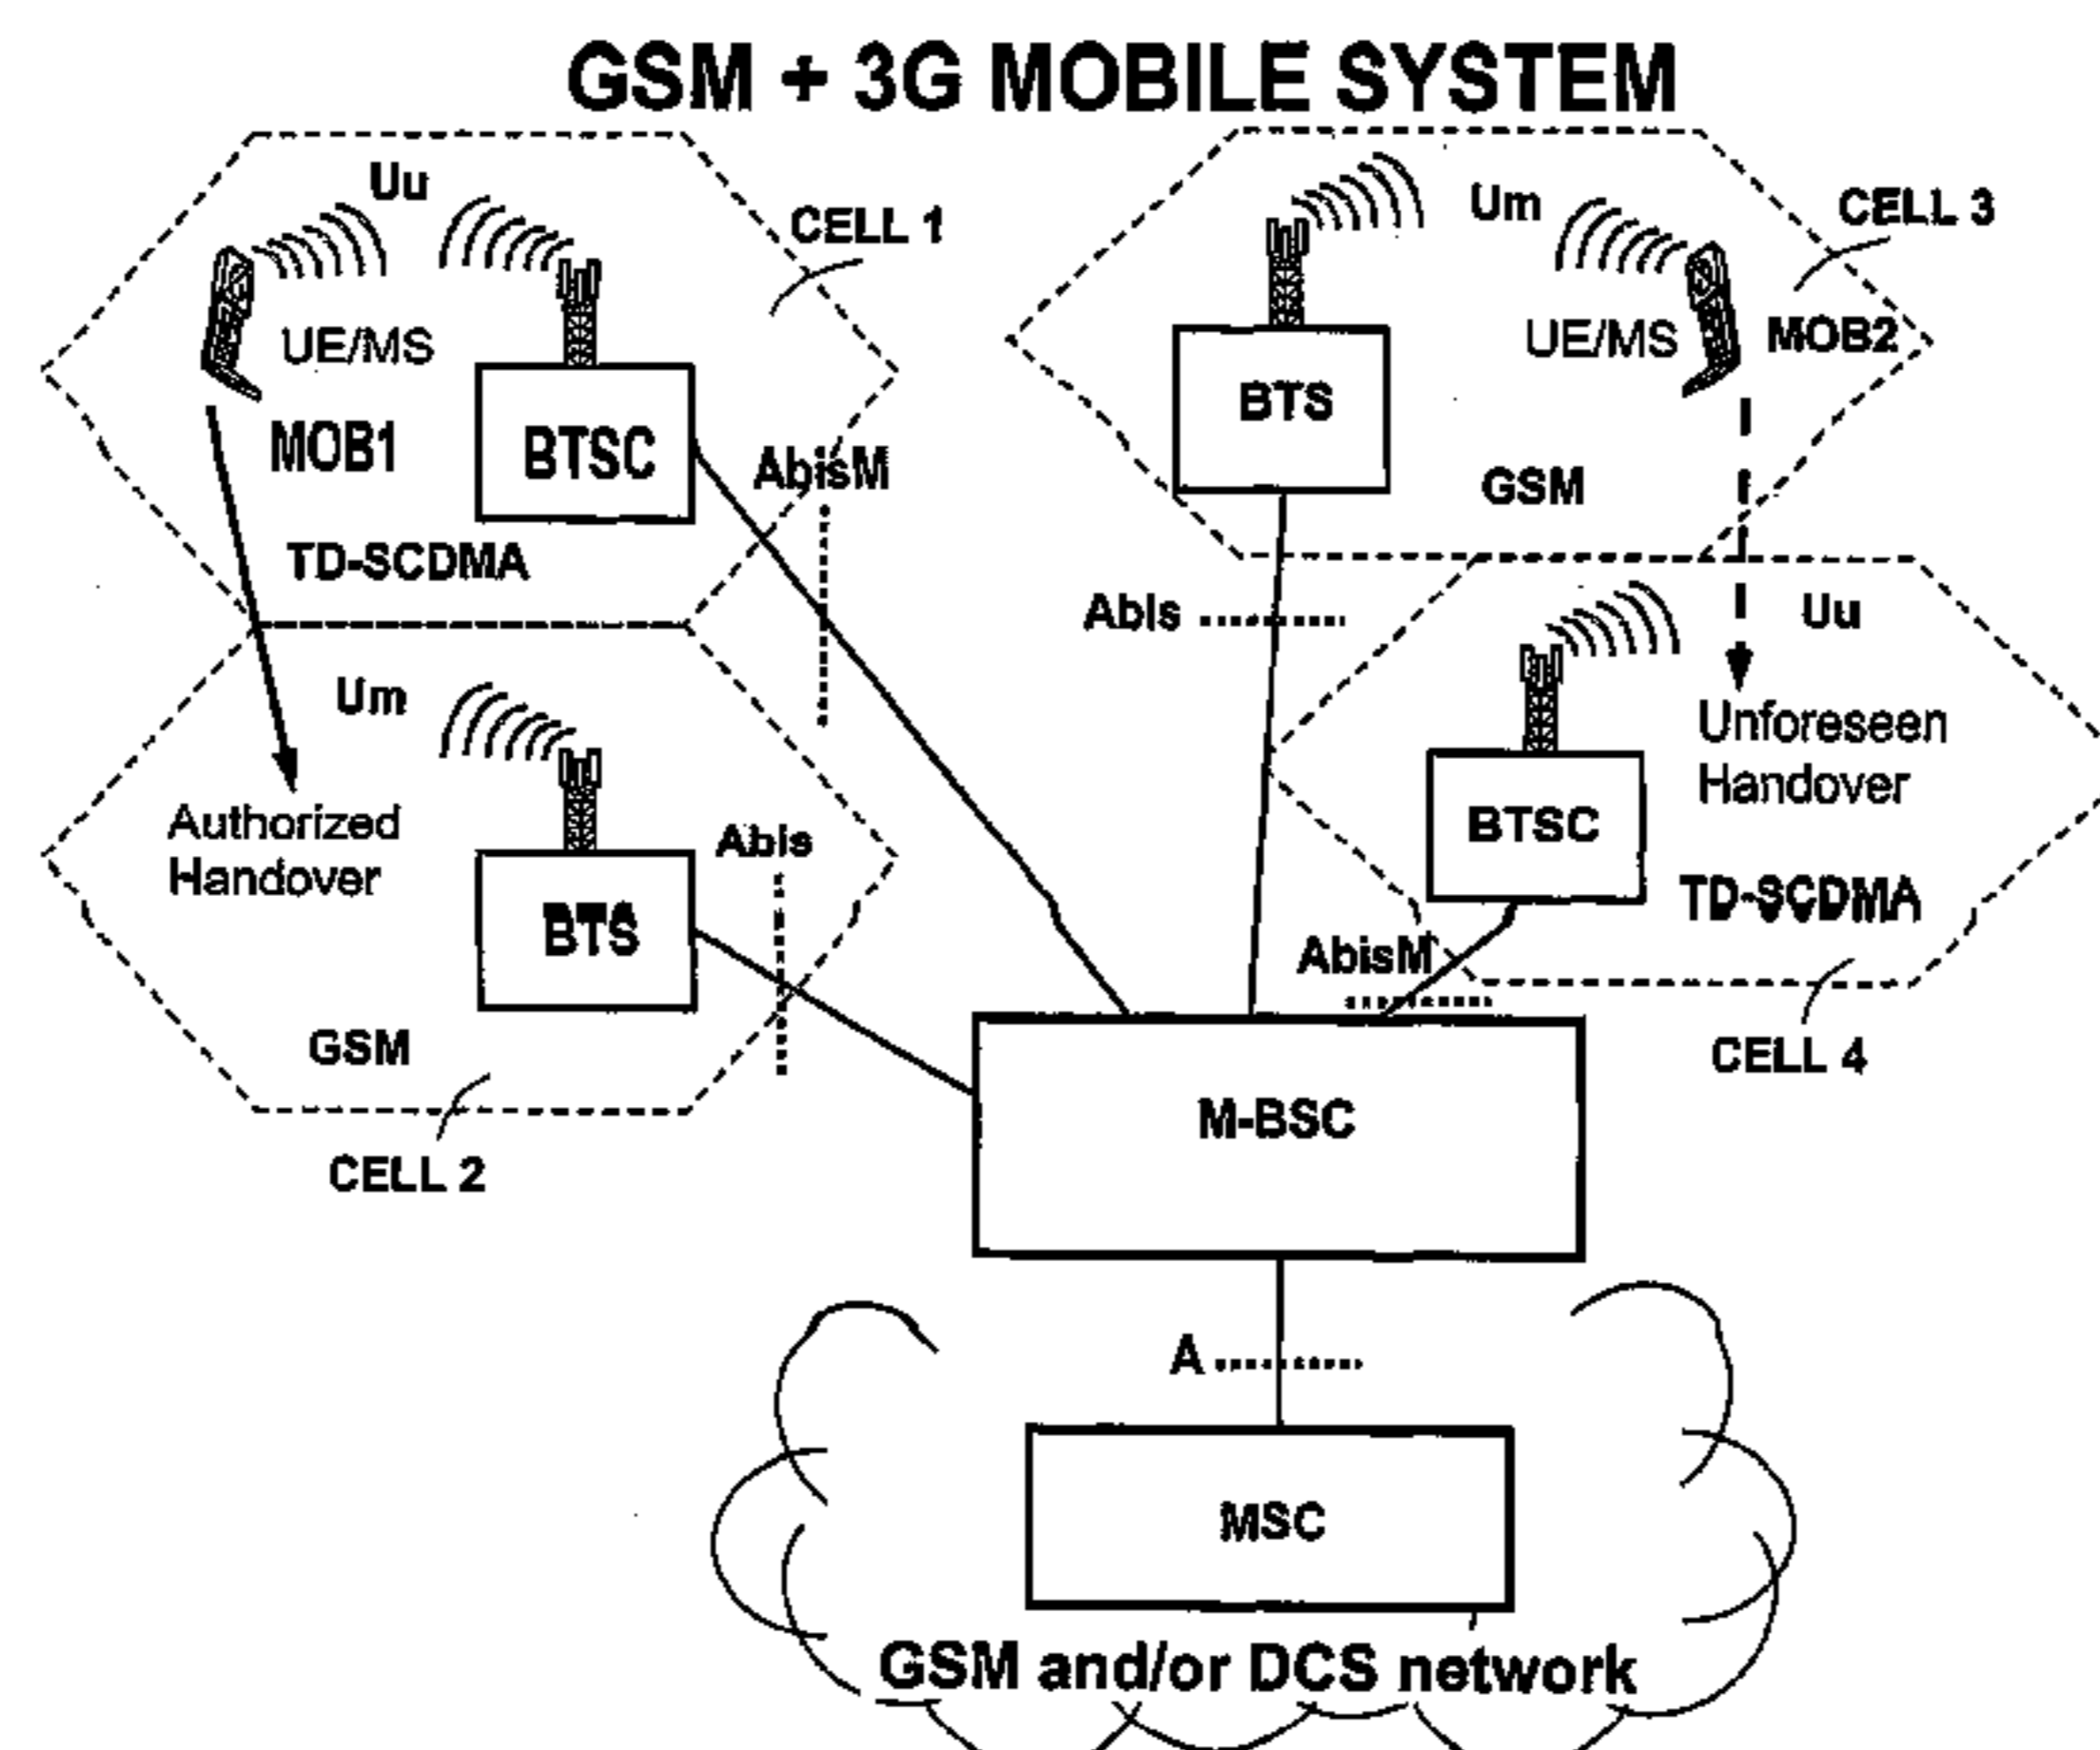 GSM + 3G MOBILE SYSTEM
Uu
CELL 1
UE/MS
MOB1
BTSC
AbisM
TD-SCDMA
Um
CELL 3
UE/MS
MOB2
BTS
GSM
Abis
Um
Authorized
Handover
BTS
Abis
GSM
CELL 2
Uu
Unforeseen
Handover
BTSC
TD-SCDMA
AbisM
CELL 4
M-BSC
A
MSC
GSM and/or DCS network